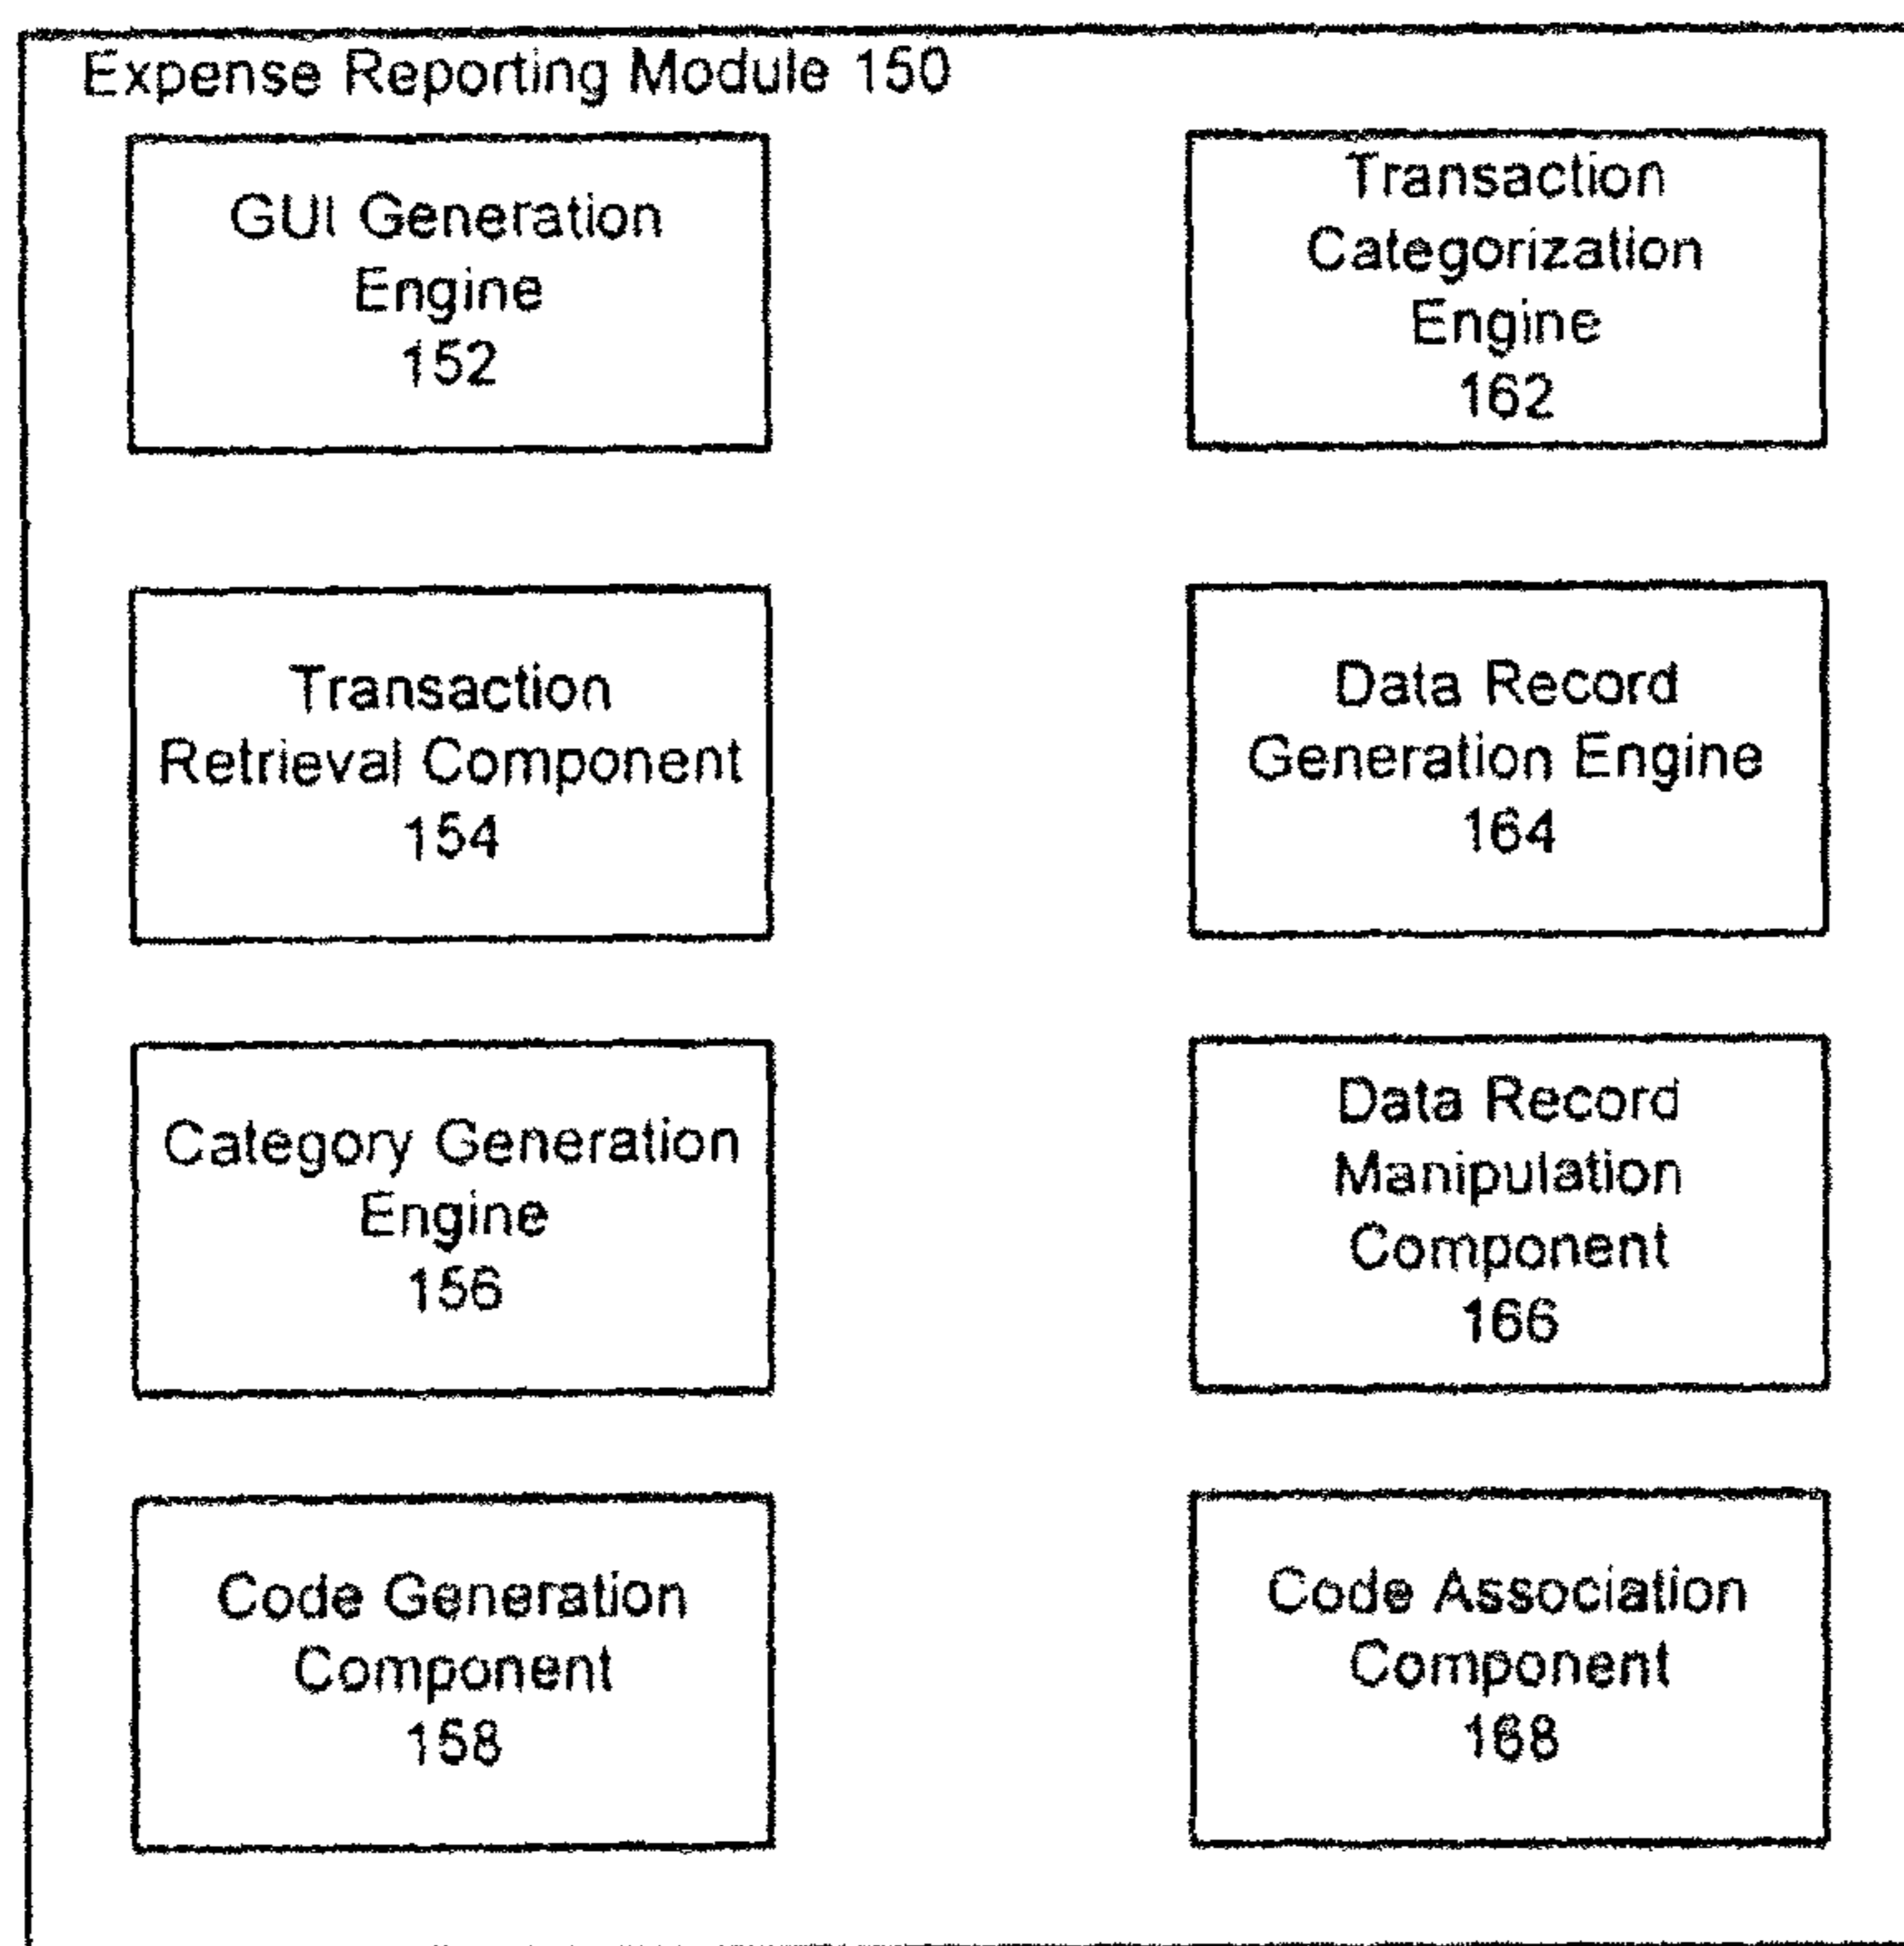 Expense Reporting Module 150
GUI Generation
Engine
152
Transaction
Categorization
Engine
162
Transaction
Retrieval Component
154
Data Record
Generation Engine
164
Category Generation
Engine
156
Data Record
Manipulation
Component
166
Code Generation
Component
158
Code Association
Component
168